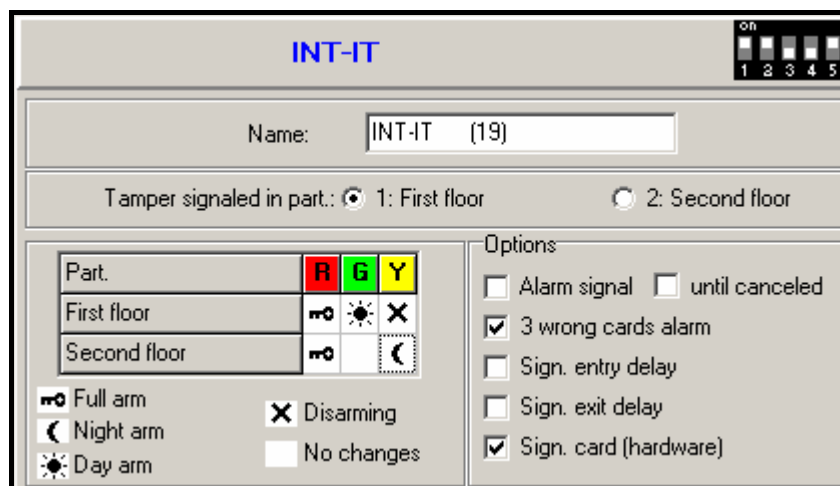 INT-IT
on
1 2 3 4 5
Name: INT-IT (19)
Tamper signaled in part.: 1: First floor 2: Second floor
Part. R G Y
First floor
Second floor
Full arm
Night arm
Day arm
Disarming
No changes
Options
Alarm signal until canceled
3 wrong cards alarm
Sign. entry delay
Sign. exit delay
Sign. card (hardware)